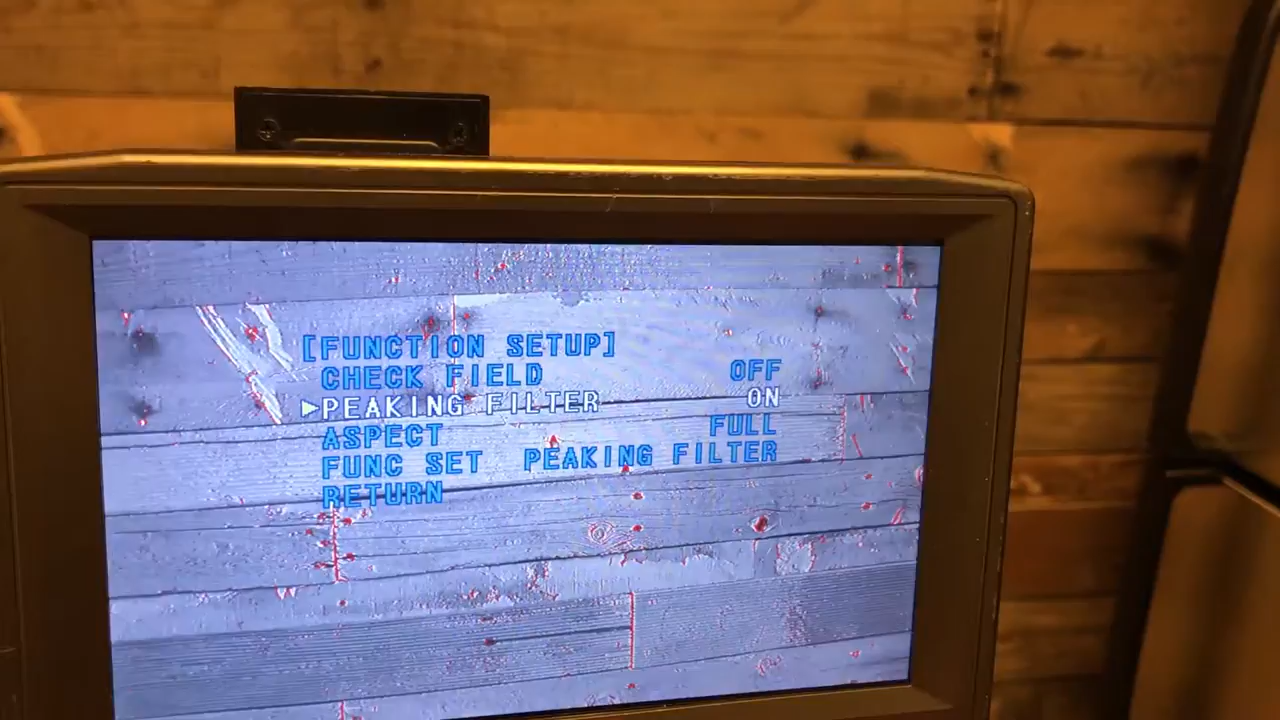 [FUNCTION SETUP]
CHECK FIELD OFF
▶PEAKING FILTER ON
ASPECT FULL
FUNC SET PEAKING FILTER
RETURN